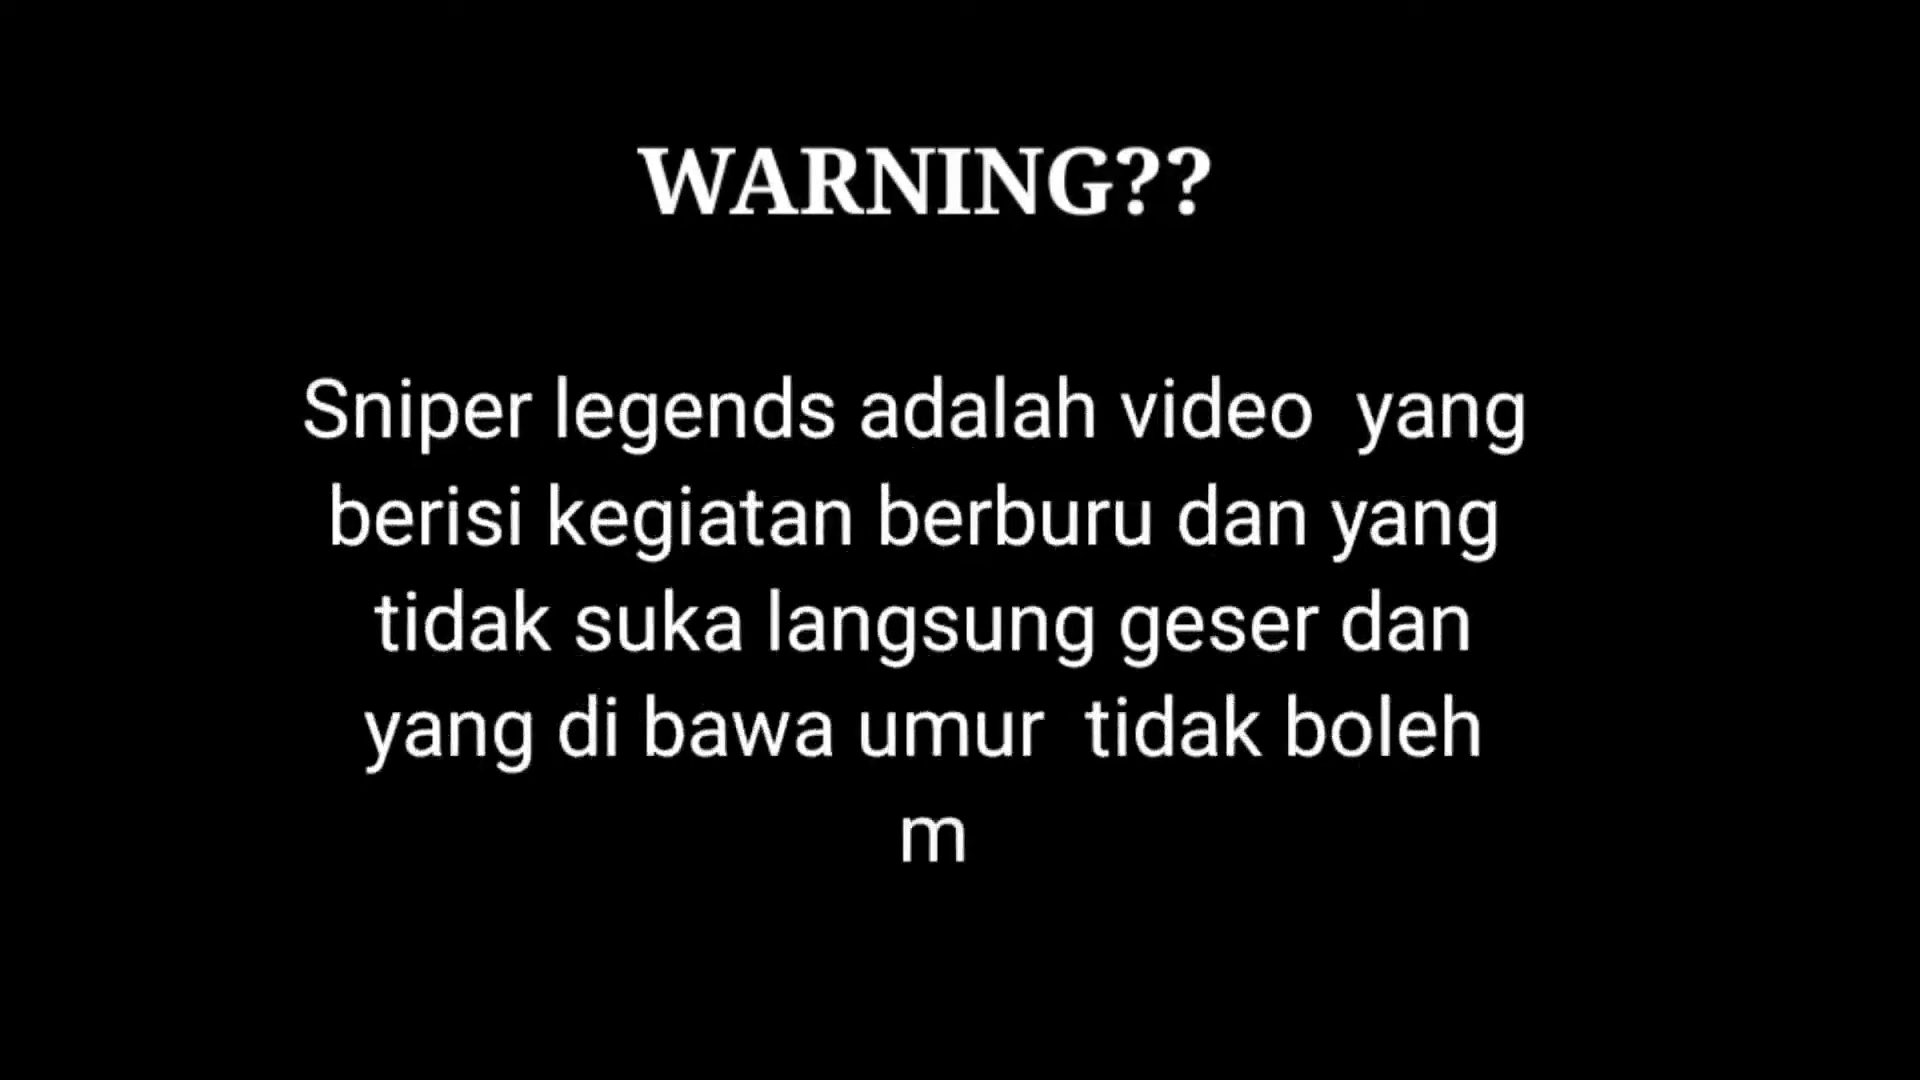 WARNING??
Sniper legends adalah video  yang
berisi kegiatan berburu dan yang
tidak suka langsung geser dan
yang di bawa umur  tidak boleh
m